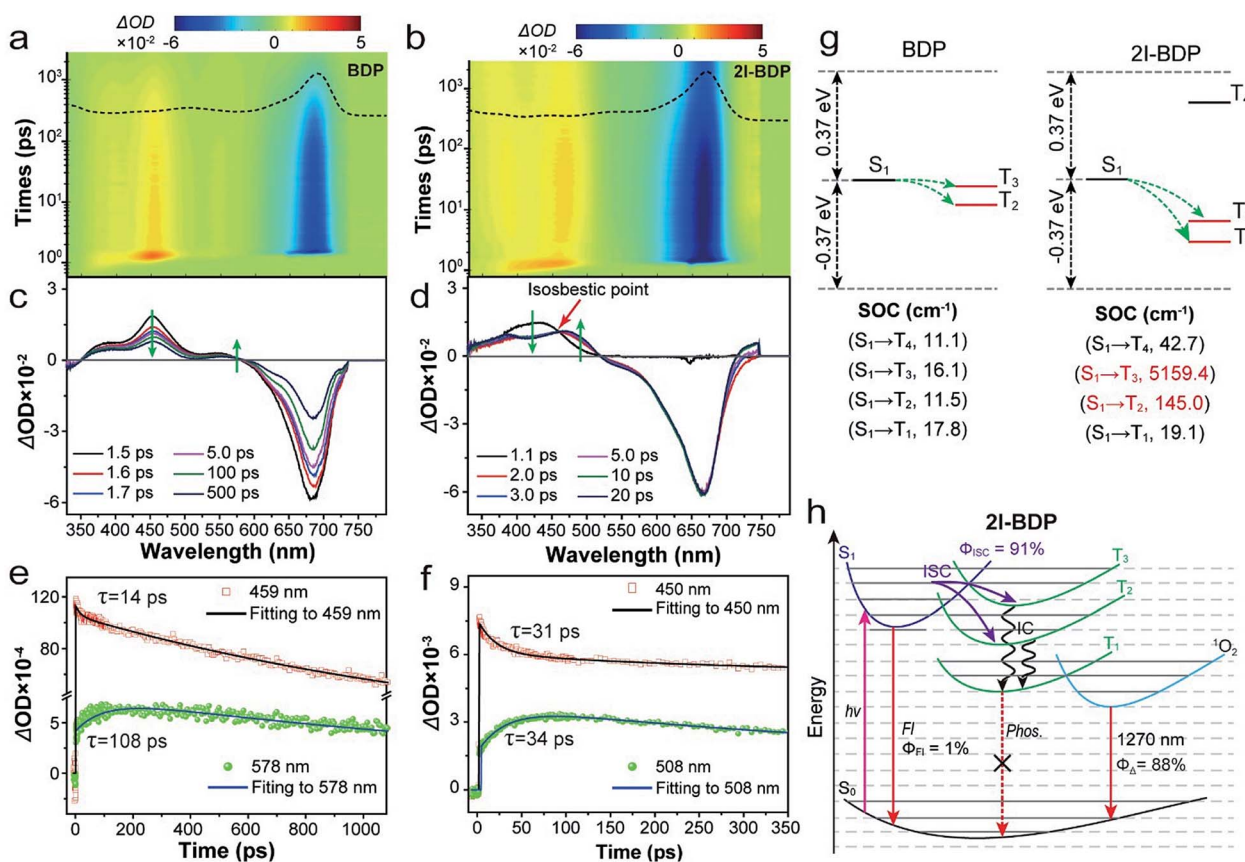 a
ΔOD
×10⁻²
-6
0
5
BDP
10³
10²
10¹
10⁰
Times (ps)
b
ΔOD
×10⁻²
-6
0
5
2I-BDP
10³
10²
10¹
10⁰
Times (ps)
c
3
0
-3
-6
ΔOD×10⁻²
1.5 ps
1.6 ps
1.7 ps
5.0 ps
100 ps
500 ps
350 400 450 500 550 600 650 700 750
Wavelength (nm)
d
Isosbestic point
3
0
-3
-6
ΔOD×10⁻²
1.1 ps
2.0 ps
3.0 ps
5.0 ps
10 ps
20 ps
350 400 450 500 550 600 650 700 750
Wavelength (nm)
e
120
80
5
0
ΔOD×10⁻⁴
τ=14 ps
459 nm
Fitting to 459 nm
τ=108 ps
578 nm
Fitting to 578 nm
0 200 400 600 800 1000
Time (ps)
f
9
6
3
0
ΔOD×10⁻³
τ=31 ps
450 nm
Fitting to 450 nm
τ=34 ps
508 nm
Fitting to 508 nm
0 50 100 150 200 250 300 350
Time (ps)
g
BDP
0.37 eV
-0.37 eV
S₁
T₃
T₂
SOC (cm⁻¹)
(S₁→T₄, 11.1)
(S₁→T₃, 16.1)
(S₁→T₂, 11.5)
(S₁→T₁, 17.8)
2I-BDP
0.37 eV
-0.37 eV
S₁
T
T
SOC (cm⁻¹)
(S₁→T₄, 42.7)
(S₁→T₃, 5159.4)
(S₁→T₂, 145.0)
(S₁→T₁, 19.1)
h
2I-BDP
Energy
S₁
Φ_ISC = 91%
ISC
T₃
T₂
IC
T₁
¹O₂
hv
Fl
Φ_Fl = 1%
Phos.
1270 nm
Φ_Δ = 88%
S₀